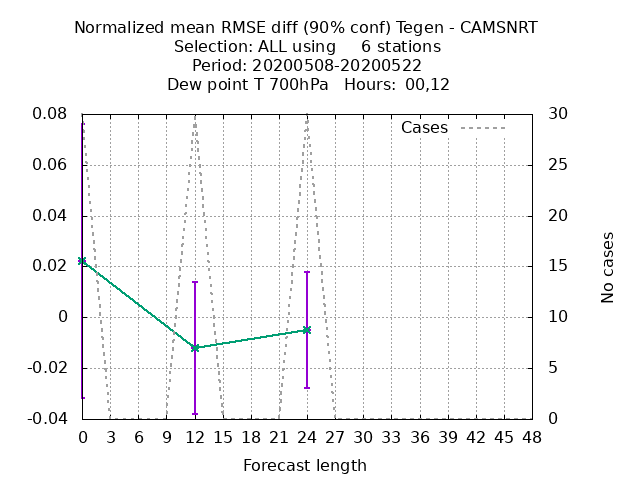 Normalized mean RMSE diff (90% conf) Tegen - CAMSNRT
Selection: ALL using     6 stations
Period: 20200508-20200522
Dew point T 700hPa   Hours:  00,12
Cases
0.08
0.06
0.04
0.02
0
-0.02
-0.04
30
25
20
15
10
5
0
No cases
0 3 6 9 12 15 18 21 24 27 30 33 36 39 42 45 48
Forecast length